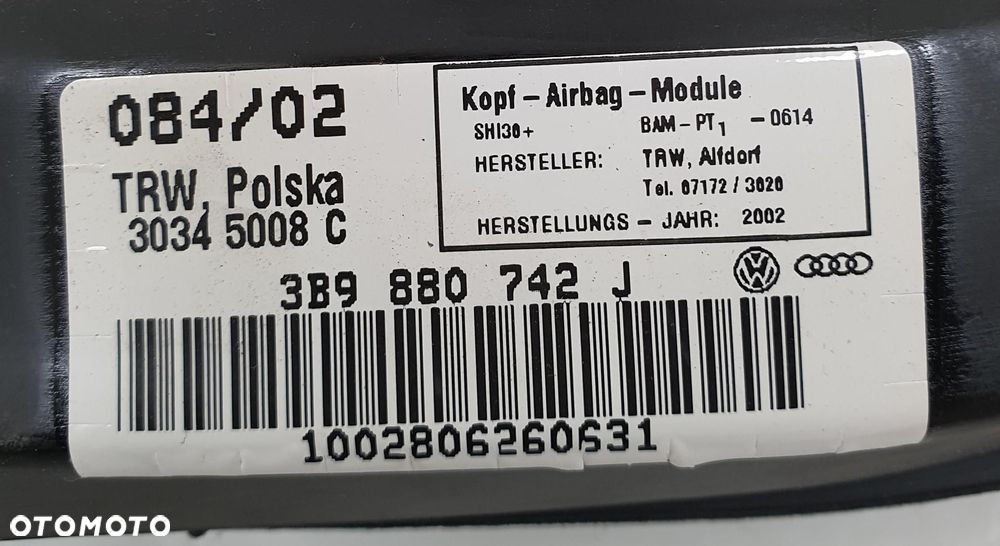 084/02
TRW, Polska
3034 5008 C
Kopf - Airbag - Module
SHI30+ BAM - PT1 - 0614
HERSTELLER: TRW, Alfdorf
Tel. 07172 / 3020
HERSTELLUNGS - JAHR: 2002
3B9 880 742 J
1002806260631
OTOMOTO